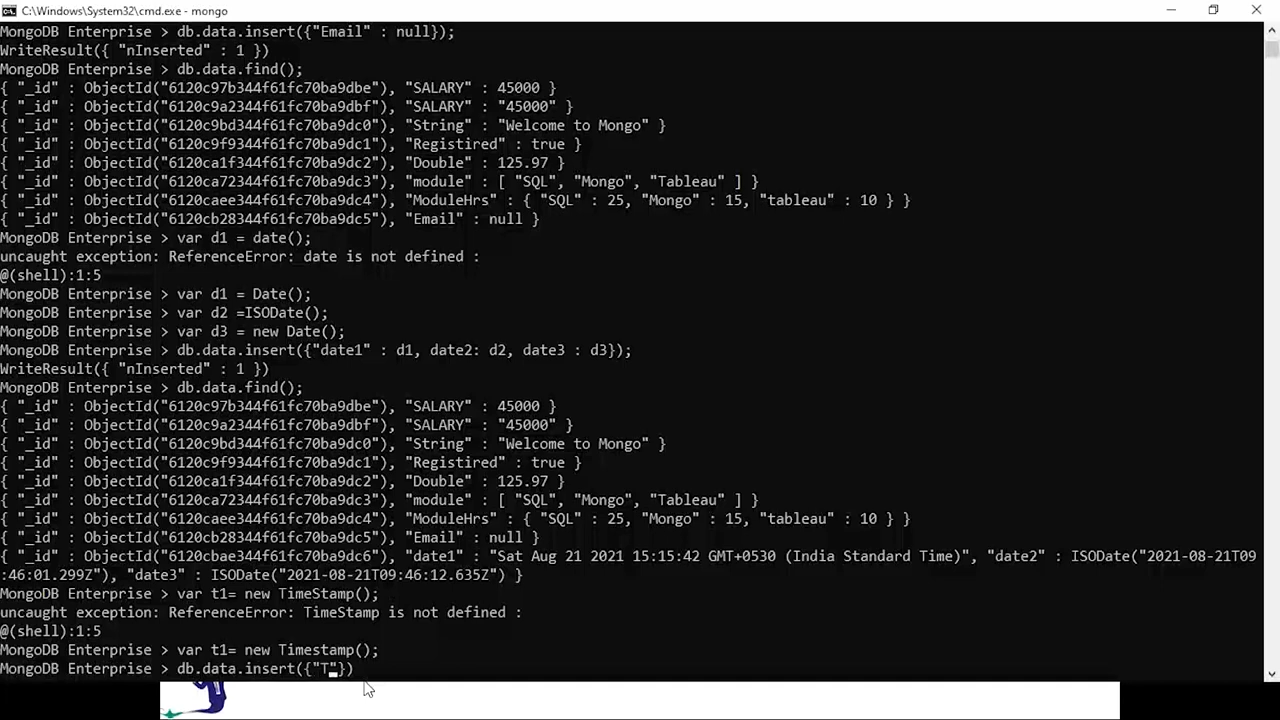 C:\Windows\System32\cmd.exe - mongo
MongoDB Enterprise > db.data.insert({"Email" : null});
WriteResult({ "nInserted" : 1 })
MongoDB Enterprise > db.data.find();
{ "_id" : ObjectId("6120c97b344f61fc70ba9dbe"), "SALARY" : 45000 }
{ "_id" : ObjectId("6120c9a2344f61fc70ba9dbf"), "SALARY" : "45000" }
{ "_id" : ObjectId("6120c9bd344f61fc70ba9dc0"), "String" : "Welcome to Mongo" }
{ "_id" : ObjectId("6120c9f9344f61fc70ba9dc1"), "Registired" : true }
{ "_id" : ObjectId("6120ca1f344f61fc70ba9dc2"), "Double" : 125.97 }
{ "_id" : ObjectId("6120ca72344f61fc70ba9dc3"), "module" : [ "SQL", "Mongo", "Tableau" ] }
{ "_id" : ObjectId("6120caee344f61fc70ba9dc4"), "ModuleHrs" : { "SQL" : 25, "Mongo" : 15, "tableau" : 10 } }
{ "_id" : ObjectId("6120cb28344f61fc70ba9dc5"), "Email" : null }
MongoDB Enterprise > var d1 = date();
uncaught exception: ReferenceError: date is not defined :
@(shell):1:5
MongoDB Enterprise > var d1 = Date();
MongoDB Enterprise > var d2 =ISODate();
MongoDB Enterprise > var d3 = new Date();
MongoDB Enterprise > db.data.insert({"date1" : d1, date2: d2, date3 : d3});
WriteResult({ "nInserted" : 1 })
MongoDB Enterprise > db.data.find();
{ "_id" : ObjectId("6120c97b344f61fc70ba9dbe"), "SALARY" : 45000 }
{ "_id" : ObjectId("6120c9a2344f61fc70ba9dbf"), "SALARY" : "45000" }
{ "_id" : ObjectId("6120c9bd344f61fc70ba9dc0"), "String" : "Welcome to Mongo" }
{ "_id" : ObjectId("6120c9f9344f61fc70ba9dc1"), "Registired" : true }
{ "_id" : ObjectId("6120ca1f344f61fc70ba9dc2"), "Double" : 125.97 }
{ "_id" : ObjectId("6120ca72344f61fc70ba9dc3"), "module" : [ "SQL", "Mongo", "Tableau" ] }
{ "_id" : ObjectId("6120caee344f61fc70ba9dc4"), "ModuleHrs" : { "SQL" : 25, "Mongo" : 15, "tableau" : 10 } }
{ "_id" : ObjectId("6120cb28344f61fc70ba9dc5"), "Email" : null }
{ "_id" : ObjectId("6120cbae344f61fc70ba9dc6"), "date1" : "Sat Aug 21 2021 15:15:42 GMT+0530 (India Standard Time)", "date2" : ISODate("2021-08-21T09
:46:01.299Z"), "date3" : ISODate("2021-08-21T09:46:12.635Z") }
MongoDB Enterprise > var t1= new TimeStamp();
uncaught exception: ReferenceError: TimeStamp is not defined :
@(shell):1:5
MongoDB Enterprise > var t1= new Timestamp();
MongoDB Enterprise > db.data.insert({"T"})